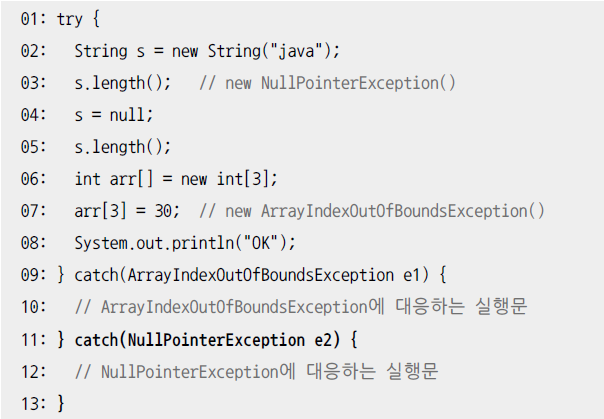 01: try {
02:   String s = new String("java");
03:   s.length();   // new NullPointerException()
04:   s = null;
05:   s.length();
06:   int arr[] = new int[3];
07:   arr[3] = 30;  // new ArrayIndexOutOfBoundsException()
08:   System.out.println("OK");
09: } catch(ArrayIndexOutOfBoundsException e1) {
10:   // ArrayIndexOutOfBoundsException에 대응하는 실행문
11: } catch(NullPointerException e2) {
12:   // NullPointerException에 대응하는 실행문
13: }